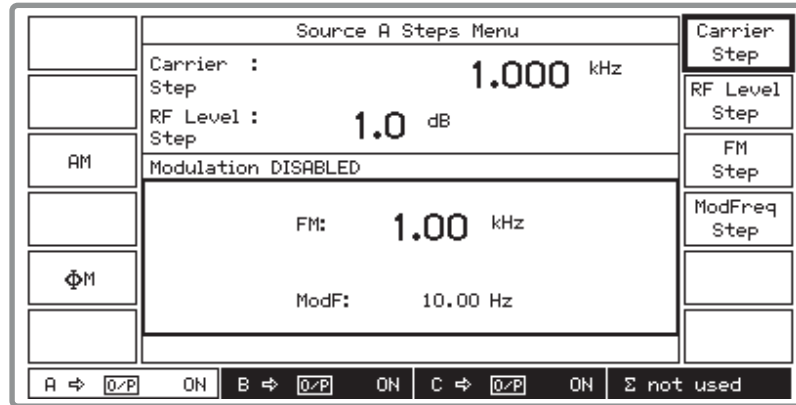 Source A Steps Menu
Carrier :
Step
1.000 kHz
RF Level :
Step
1.0 dB
Modulation DISABLED
FM: 1.00 kHz
ModF: 10.00 Hz
AM
ΦM
Carrier
Step
RF Level
Step
FM
Step
ModFreq
Step
A ⇨ O/P ON B ⇨ O/P ON C ⇨ O/P ON Σ not used